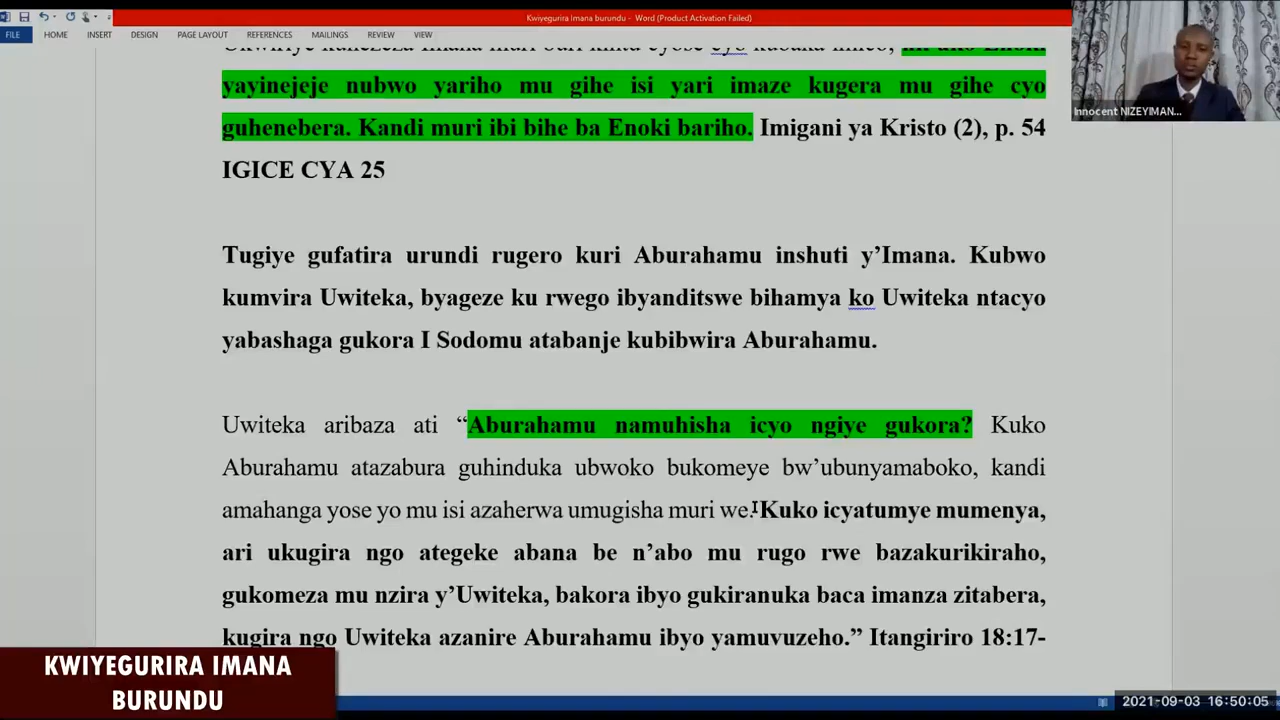 Kwiyegurira Imana burundu - Word (Product Activation Failed)
FILE HOME INSERT DESIGN PAGE LAYOUT REFERENCES MAILINGS REVIEW VIEW
yayinejeje nubwo yariho mu gihe isi yari imaze kugera mu gihe cyo
guhenebera. Kandi muri ibi bihe ba Enoki bariho. Imigani ya Kristo (2), p. 54
IGICE CYA 25
Tugiye gufatira urundi rugero kuri Aburahamu inshuti y’Imana. Kubwo
kumvira Uwiteka, byageze ku rwego ibyanditswe bihamya ko Uwiteka ntacyo
yabashaga gukora I Sodomu atabanje kubibwira Aburahamu.
Uwiteka aribaza ati “Aburahamu namuhisha icyo ngiye gukora? Kuko
Aburahamu atazabura guhinduka ubwoko bukomeye bw’ubunyamaboko, kandi
amahanga yose yo mu isi azaherwa umugisha muri we. Kuko icyatumye mumenya,
ari ukugira ngo ategeke abana be n’abo mu rugo rwe bazakurikiraho,
gukomeza mu nzira y’Uwiteka, bakora ibyo gukiranuka baca imanza zitabera,
kugira ngo Uwiteka azanire Aburahamu ibyo yamuvuzeho.” Itangiriro 18:17-
Innocent NIZEYIMAN...
KWIYEGURIRA IMANA
BURUNDU
2021-09-03 16:50:05